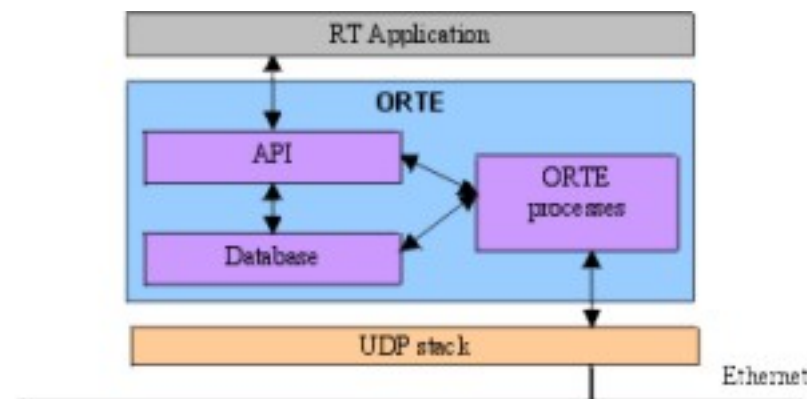 RT Application
ORTE
API
ORTE
processes
Database
UDP stack
Ethernet